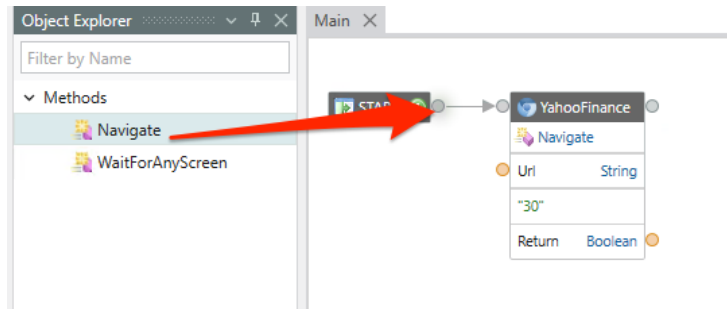 Object Explorer
Main
Filter by Name
Methods
Navigate
WaitForAnyScreen
YahooFinance
Navigate
Url String
"30"
Return Boolean